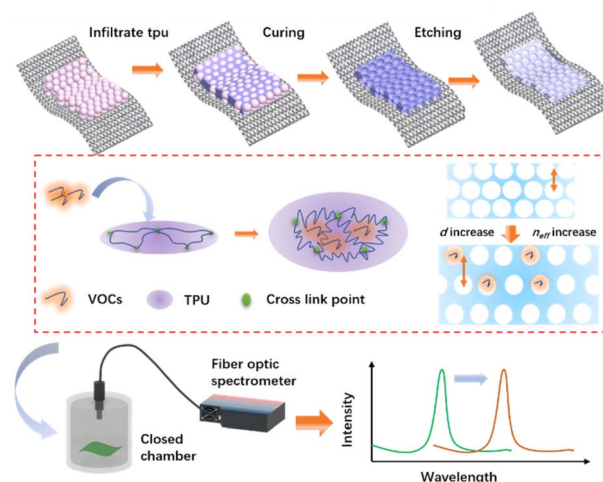 Infiltrate tpu
Curing
Etching
d increase
neff increase
VOCs
TPU
Cross link point
Fiber optic
spectrometer
Closed
chamber
Intensity
Wavelength